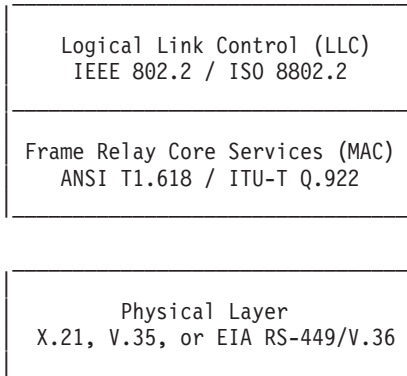 Logical Link Control (LLC)
IEEE 802.2 / ISO 8802.2
Frame Relay Core Services (MAC)
ANSI T1.618 / ITU-T Q.922
Physical Layer
X.21, V.35, or EIA RS-449/V.36